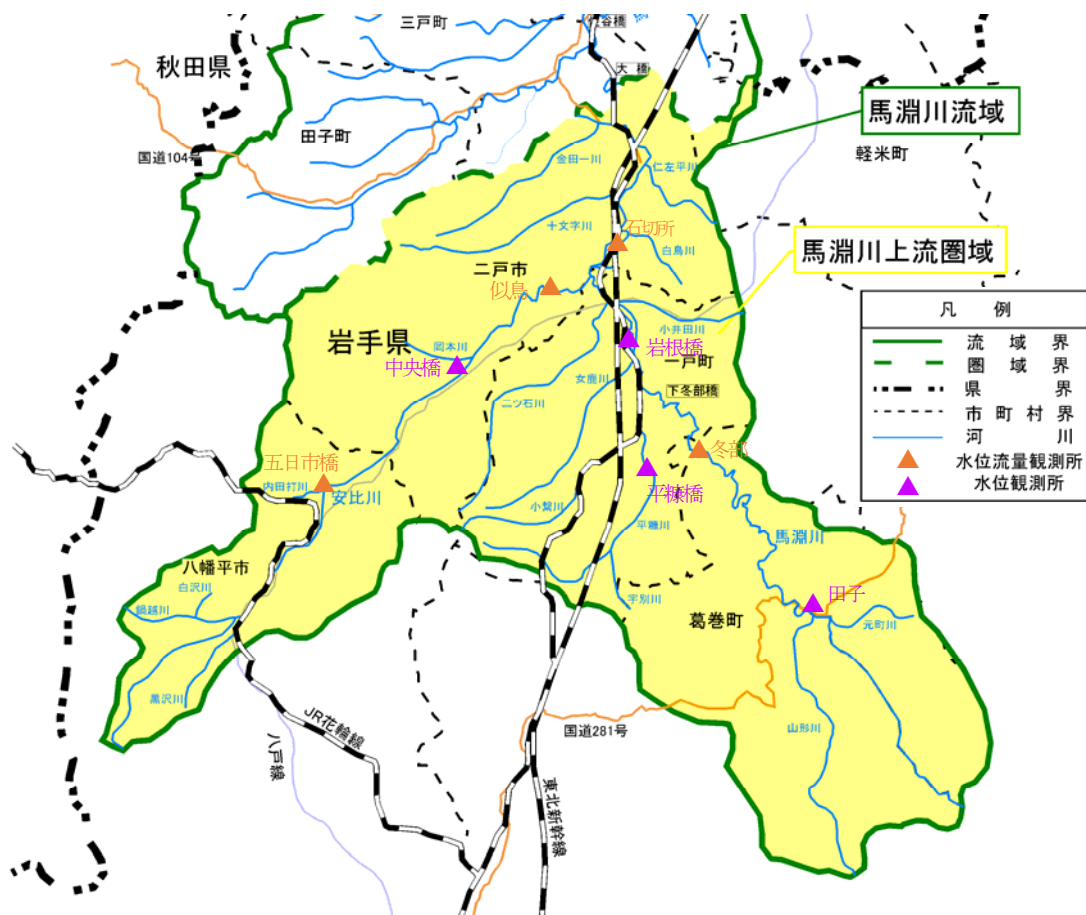 三戸町
大橋
秋田県
馬淵川流域
田子町
軽米町
国道104号
金田一川
仁左平川
十文字川
石切所
白鳥川
馬淵川上流圏域
二戸市
似鳥
凡 例
流域界
圏域界
県界
市町村界
河川
水位流量観測所
水位観測所
小井田川
岩手県
岡本川
岩根橋
中央橋
一戸町
女鹿川
下冬部橋
二ツ石川
冬部
五日市橋
平糠橋
内田打川
安比川
小繋川
平糠川
馬淵川
八幡平市
白沢川
田子
鍋越川
宇別川
葛巻町
元町川
黒沢川
JR花輪線
国道281号
山形川
八戸線
東北新幹線